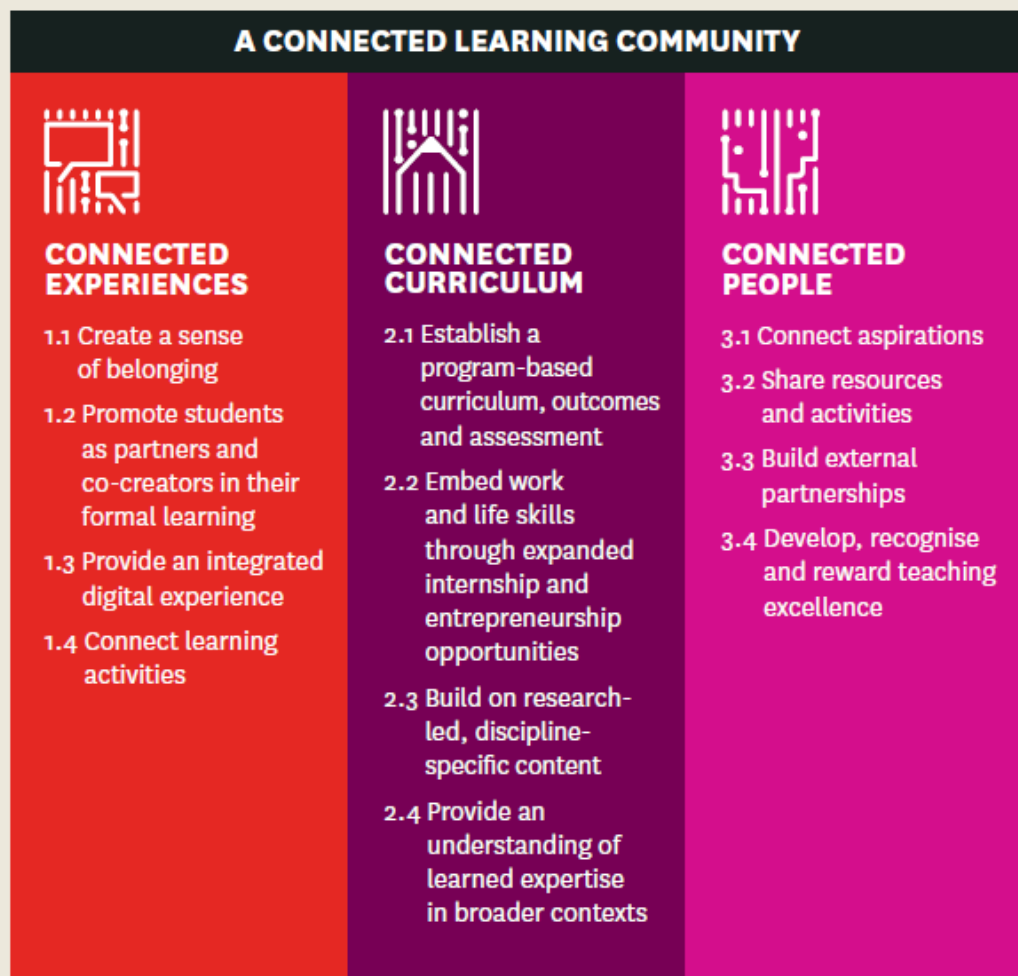 A CONNECTED LEARNING COMMUNITY
CONNECTED
EXPERIENCES
1.1 Create a sense
of belonging
1.2 Promote students
as partners and
co-creators in their
formal learning
1.3 Provide an integrated
digital experience
1.4 Connect learning
activities
CONNECTED
CURRICULUM
2.1 Establish a
program-based
curriculum, outcomes
and assessment
2.2 Embed work
and life skills
through expanded
internship and
entrepreneurship
opportunities
2.3 Build on research-
led, discipline-
specific content
2.4 Provide an
understanding of
learned expertise
in broader contexts
CONNECTED
PEOPLE
3.1 Connect aspirations
3.2 Share resources
and activities
3.3 Build external
partnerships
3.4 Develop, recognise
and reward teaching
excellence